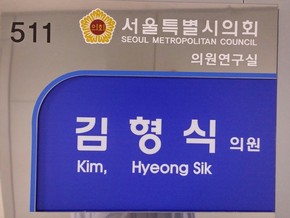 511
서울특별시의회
SEOUL METROPOLITAN COUNCIL
의원연구실
김형식 의원
Kim, Hyeong Sik